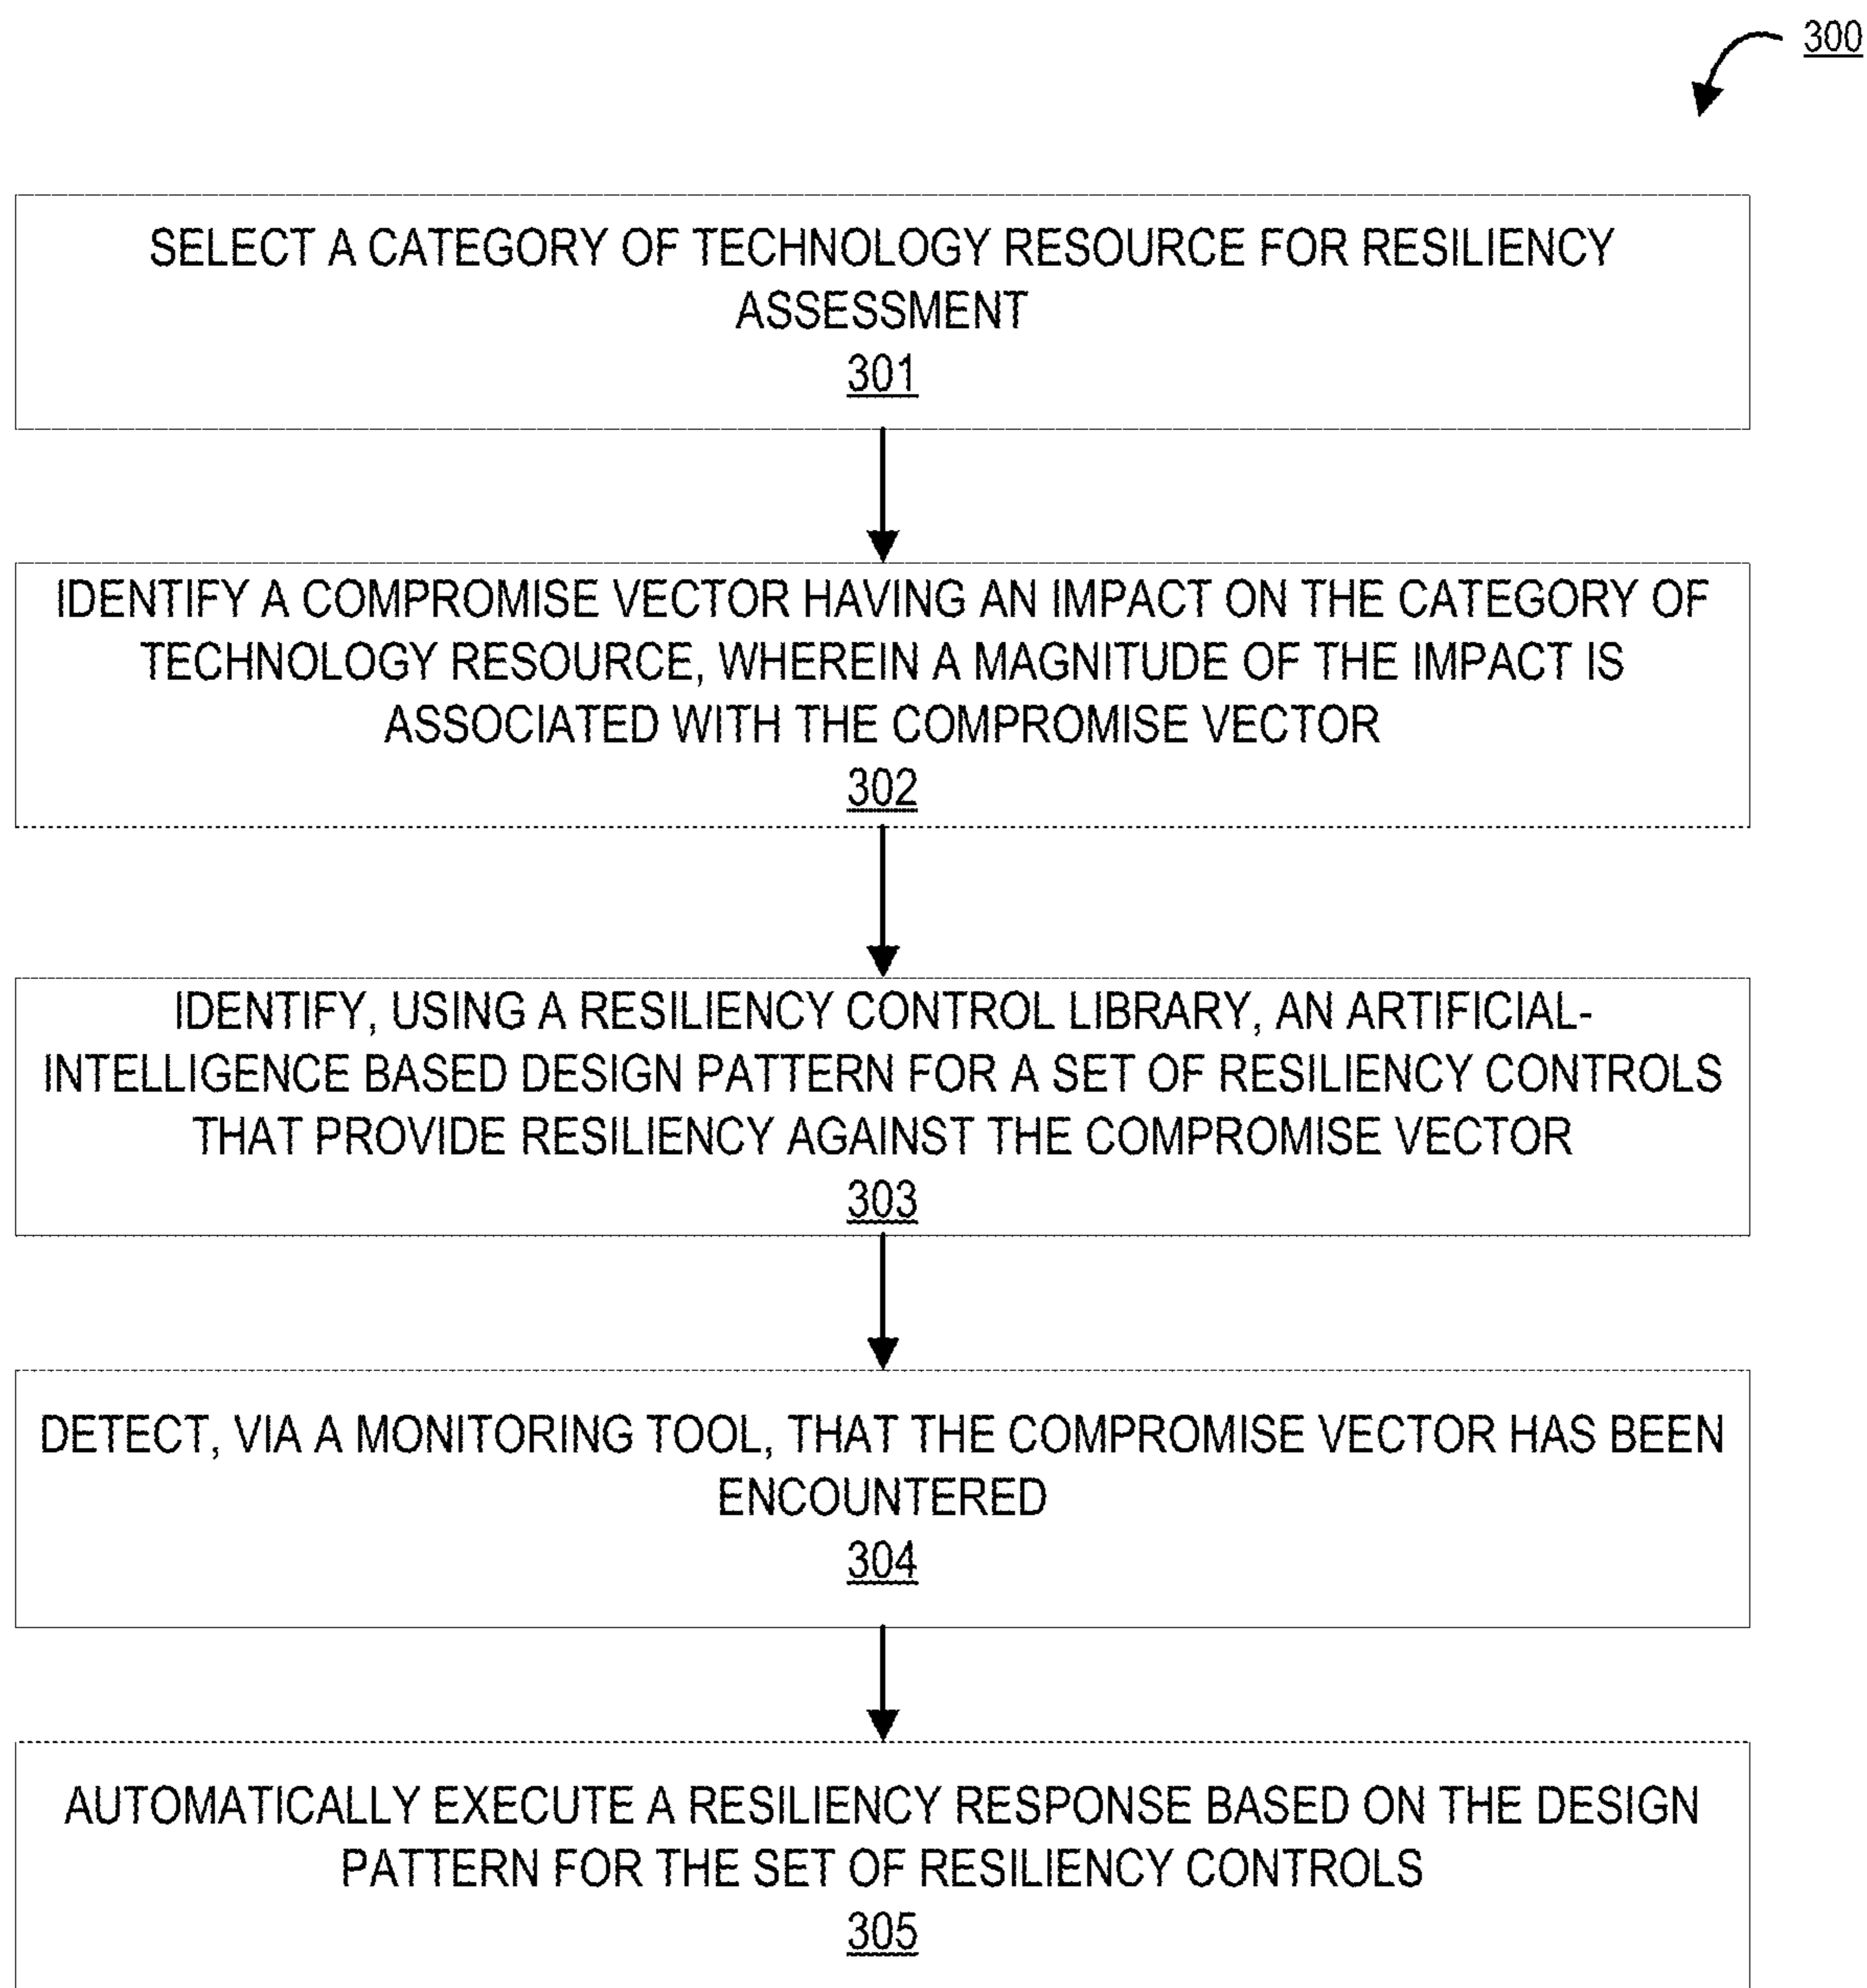 300
SELECT A CATEGORY OF TECHNOLOGY RESOURCE FOR RESILIENCY
ASSESSMENT
301
IDENTIFY A COMPROMISE VECTOR HAVING AN IMPACT ON THE CATEGORY OF
TECHNOLOGY RESOURCE, WHEREIN A MAGNITUDE OF THE IMPACT IS
ASSOCIATED WITH THE COMPROMISE VECTOR
302
IDENTIFY, USING A RESILIENCY CONTROL LIBRARY, AN ARTIFICIAL-
INTELLIGENCE BASED DESIGN PATTERN FOR A SET OF RESILIENCY CONTROLS
THAT PROVIDE RESILIENCY AGAINST THE COMPROMISE VECTOR
303
DETECT, VIA A MONITORING TOOL, THAT THE COMPROMISE VECTOR HAS BEEN
ENCOUNTERED
304
AUTOMATICALLY EXECUTE A RESILIENCY RESPONSE BASED ON THE DESIGN
PATTERN FOR THE SET OF RESILIENCY CONTROLS
305